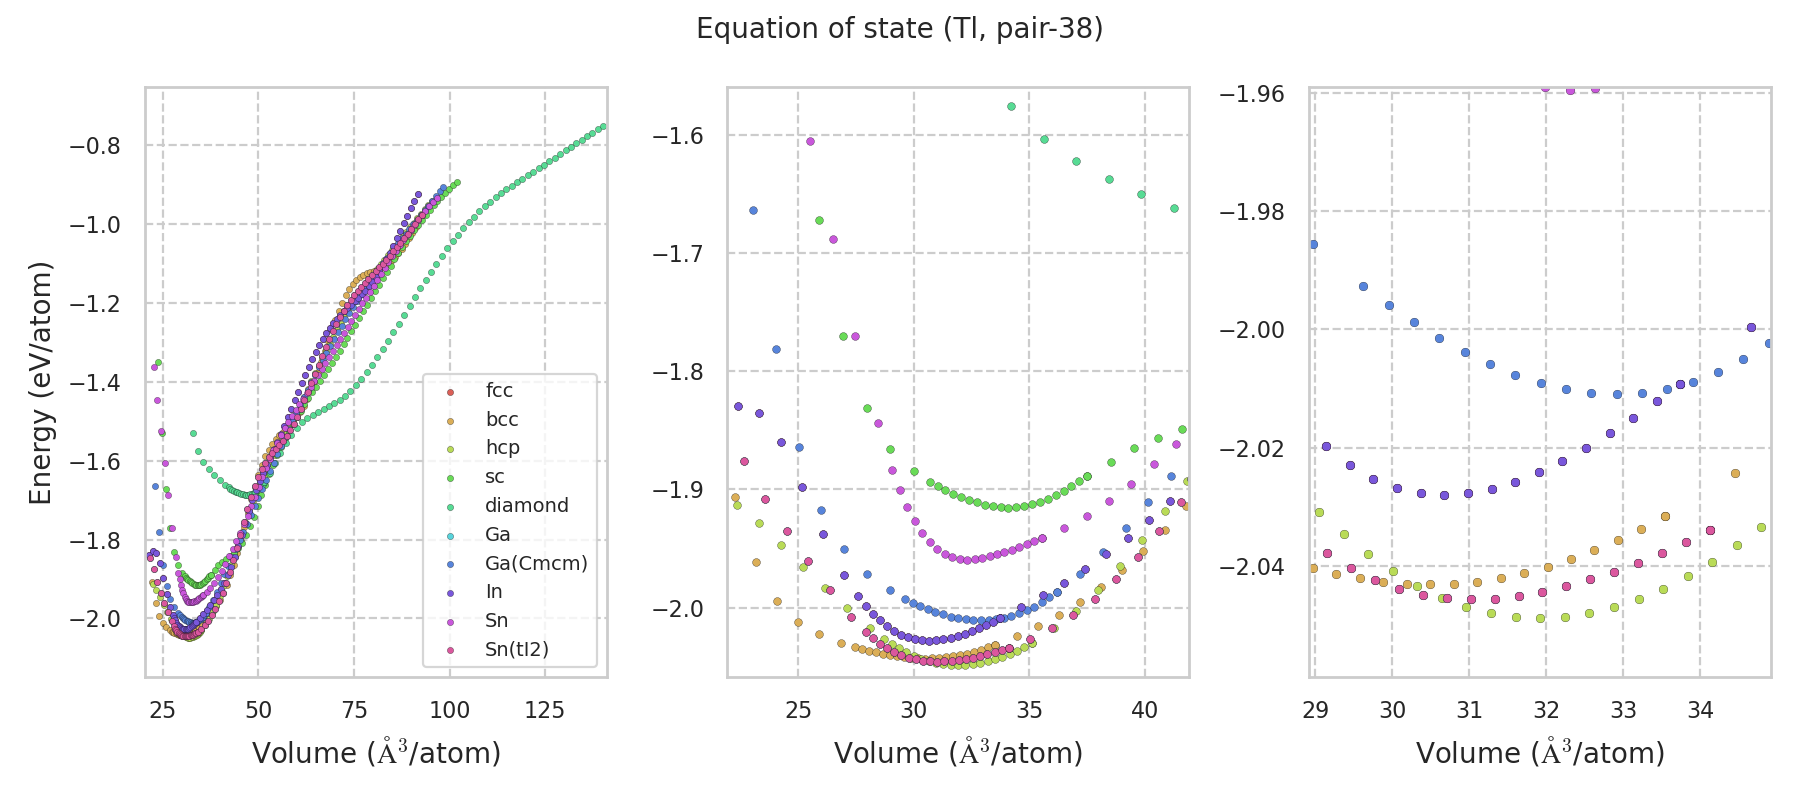 Equation of state (Tl, pair-38)
Energy (eV/atom)
−0.8
−1.0
−1.2
−1.4
−1.6
−1.8
−2.0
25 50 75 100 125
Volume (Å³/atom)
fcc
bcc
hcp
sc
diamond
Ga
Ga(Cmcm)
In
Sn
Sn(tI2)
−1.6
−1.7
−1.8
−1.9
−2.0
25 30 35 40
Volume (Å³/atom)
−1.96
−1.98
−2.00
−2.02
−2.04
29 30 31 32 33 34
Volume (Å³/atom)